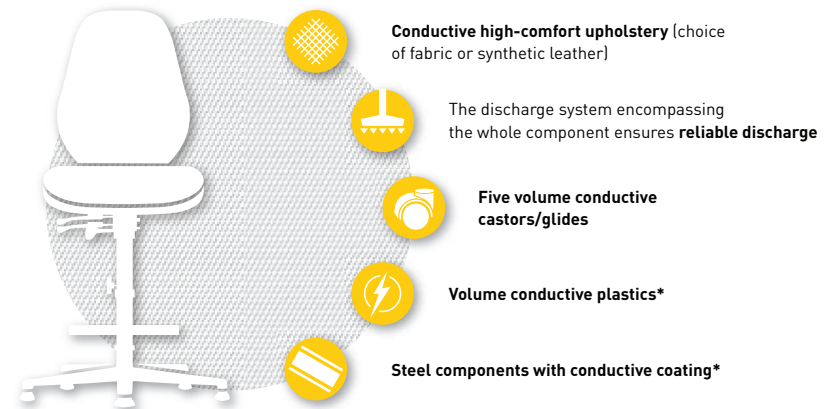 Conductive high-comfort upholstery (choice
of fabric or synthetic leather)
The discharge system encompassing
the whole component ensures reliable discharge
Five volume conductive
castors/glides
Volume conductive plastics*
Steel components with conductive coating*